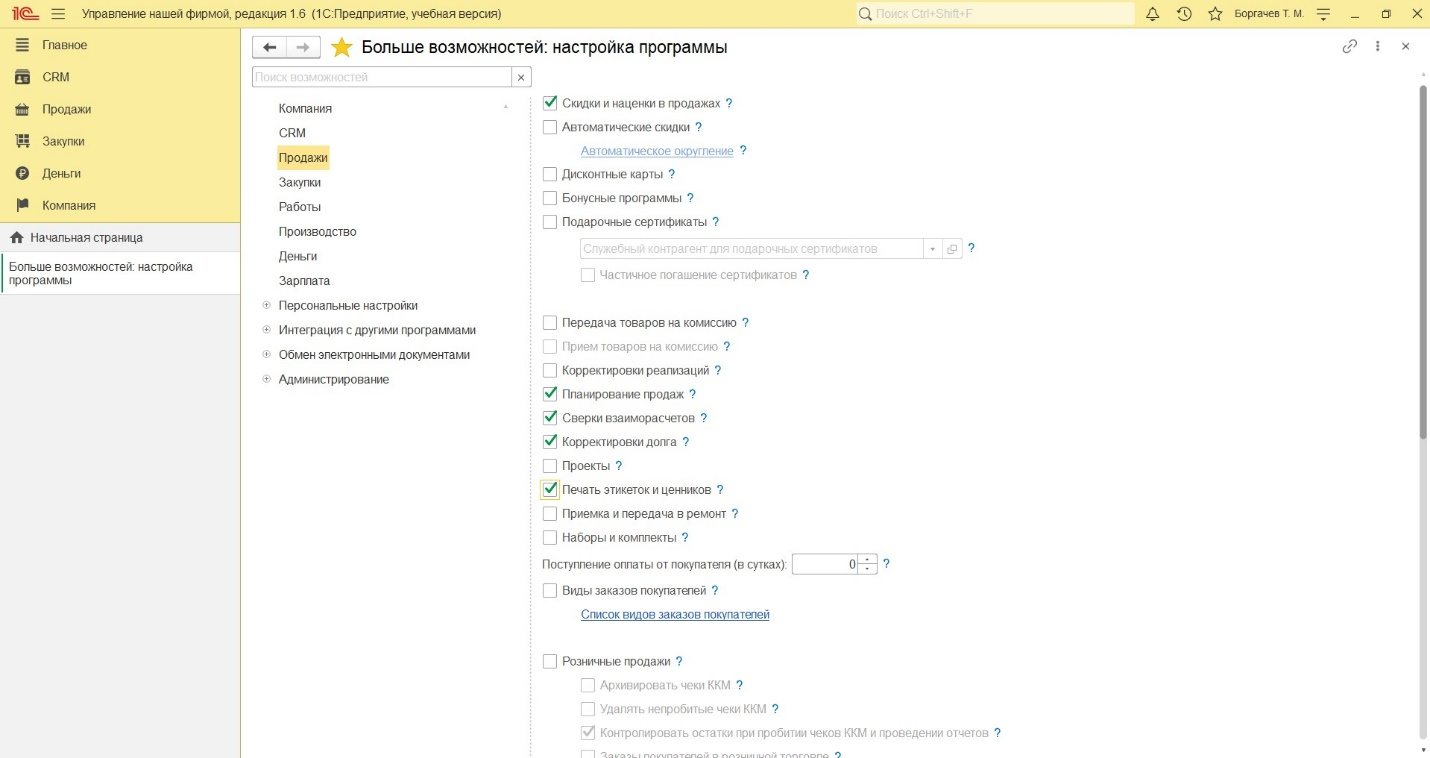 1С Управление нашей фирмой, редакция 1.6 (1С:Предприятие, учебная версия) Поиск Ctrl+Shift+F Боргачев Т. М.
Главное
CRM
Продажи
Закупки
Деньги
Компания
Начальная страница
Больше возможностей: настройка
программы
Больше возможностей: настройка программы
Поиск возможностей
Компания
CRM
Продажи
Закупки
Работы
Производство
Деньги
Зарплата
Персональные настройки
Интеграция с другими программами
Обмен электронными документами
Администрирование
Скидки и наценки в продажах ?
Автоматические скидки ?
Автоматическое округление ?
Дисконтные карты ?
Бонусные программы ?
Подарочные сертификаты ?
Служебный контрагент для подарочных сертификатов ?
Частичное погашение сертификатов ?
Передача товаров на комиссию ?
Прием товаров на комиссию ?
Корректировки реализаций ?
Планирование продаж ?
Сверки взаиморасчетов ?
Корректировки долга ?
Проекты ?
Печать этикеток и ценников ?
Приемка и передача в ремонт ?
Наборы и комплекты ?
Поступление оплаты от покупателя (в сутках): 0 ?
Виды заказов покупателей ?
Список видов заказов покупателей
Розничные продажи ?
Архивировать чеки ККМ ?
Удалять непробитые чеки ККМ ?
Контролировать остатки при пробитии чеков ККМ и проведении отчетов ?
Заказы покупателей в розничной торговле ?